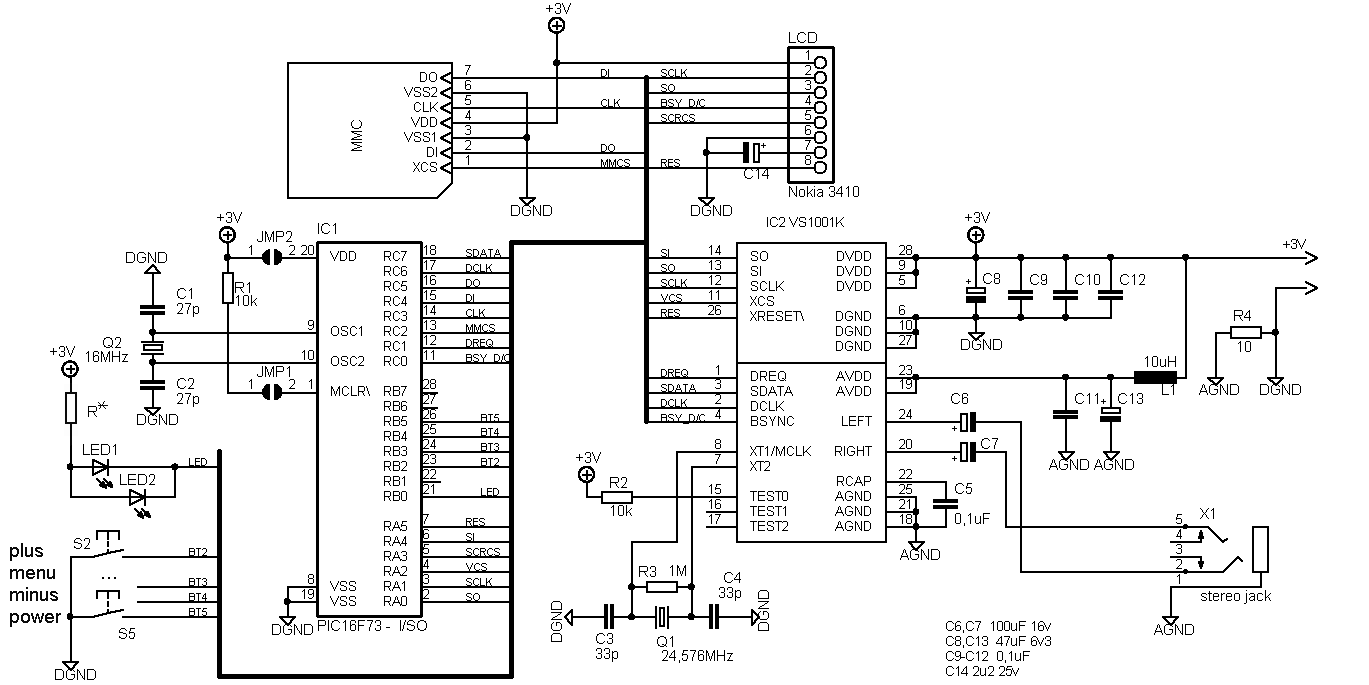 +3V
LCD
MMC
DO 7 DI SCLK 1
VSS2 6 SO 2
CLK 5 CLK BSY_D/C 3
VDD 4 SCRCS 4
VSS1 3 5
DI 2 DO 6
XCS 1 MMCS RES 7
8
C14 +
Nokia 3410
DGND
DGND
+3V
IC1
JMP2
1 2 20 VDD
DGND
C1
27p
R1
10k
Q2
16MHz
9 OSC1
10 OSC2
C2
27p
DGND
JMP1
1 2 1 MCLR\
RC7 18 SDATA
RC6 17 DCLK
RC5 16 DO
RC4 15 DI
RC3 14 CLK
RC2 13 MMCS
RC1 12 DREQ
RC0 11 BSY_D/C
RB7 28
RB6 27
RB5 26 BT5
RB4 25 BT4
RB3 24 BT3
RB2 23 BT2
RB1 22
RB0 21 LED
RA5 7 RES
RA4 6 SI
RA3 5 SCRCS
RA2 4 VCS
RA1 3 SCLK
RA0 2 SO
8 VSS
19 VSS
DGND
PIC16F73 - I/SO
+3V
R*
LED1
LED2
LED
plus
menu
minus
power
S2
...
S5
BT2
BT3
BT4
BT5
DGND
IC2 VS1001K
SI 14 SO
SO 13 SI
SCLK 12 SCLK
VCS 11 XCS
RES 26 XRESET\
DREQ 1 DREQ
SDATA 3 SDATA
DCLK 2 DCLK
BSY_D/C 4 BSYNC
8 XT1/MCLK
7 XT2
15 TEST0
16 TEST1
17 TEST2
DVDD 28
DVDD 9
DVDD 5
DGND 6
DGND 10
DGND 27
AVDD 23
AVDD 19
LEFT 24
RIGHT 20
RCAP 22
AGND 25
AGND 21
AGND 18
+3V
R2
10k
R3 1M
C4
33p
DGND
DGND
C3
33p
Q1
24,576MHz
+3V
+ C8
C9
C10
C12
DGND
+3V
R4
10
AGND
DGND
10uH
L1
C11
+ C13
AGND
AGND
C6
+
C7
+
C5
0,1uF
AGND
X1
5
4
3
2
1
stereo jack
AGND
C6,C7 100uF 16v
C8,C13 47uF 6v3
C9-C12 0,1uF
C14 2u2 25v